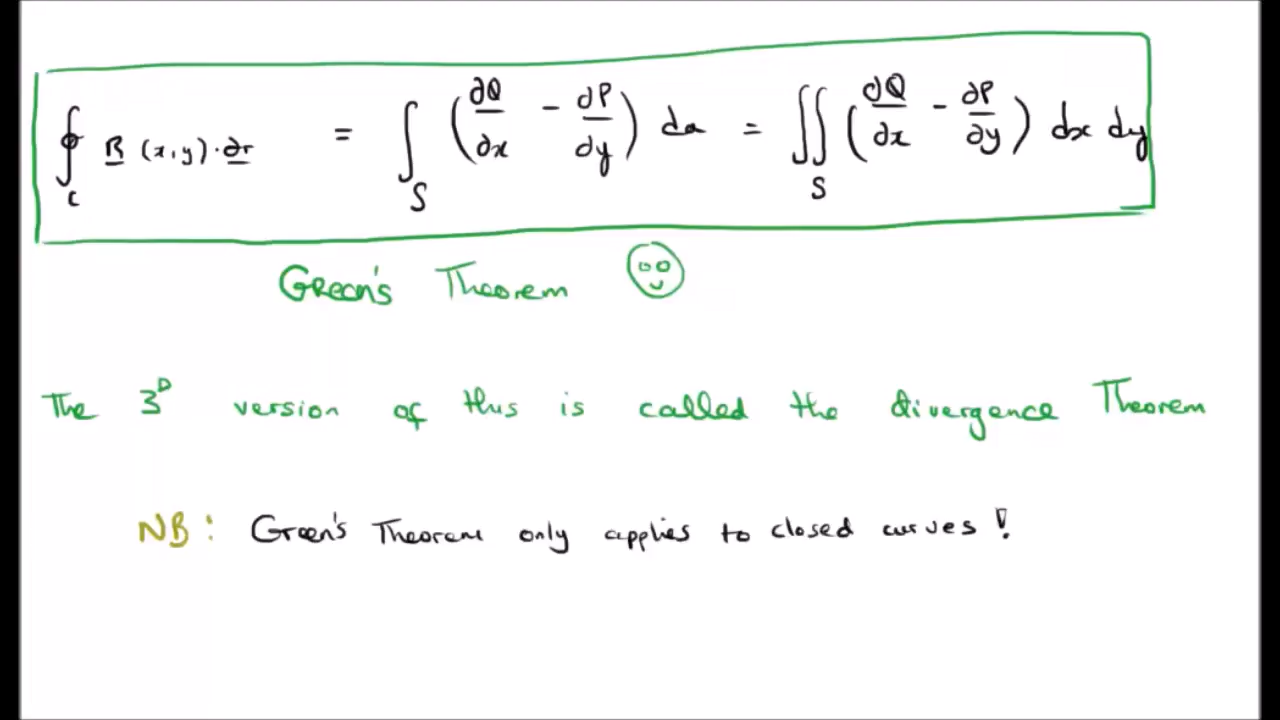 ∮_C B (x,y)·∂r = ∫_S (∂Q/∂x − ∂P/∂y) da = ∬_S (∂Q/∂x − ∂P/∂y) dx dy
Green's Theorem
The 3D version of this is called the divergence Theorem
NB: Green's Theorem only applies to closed curves!